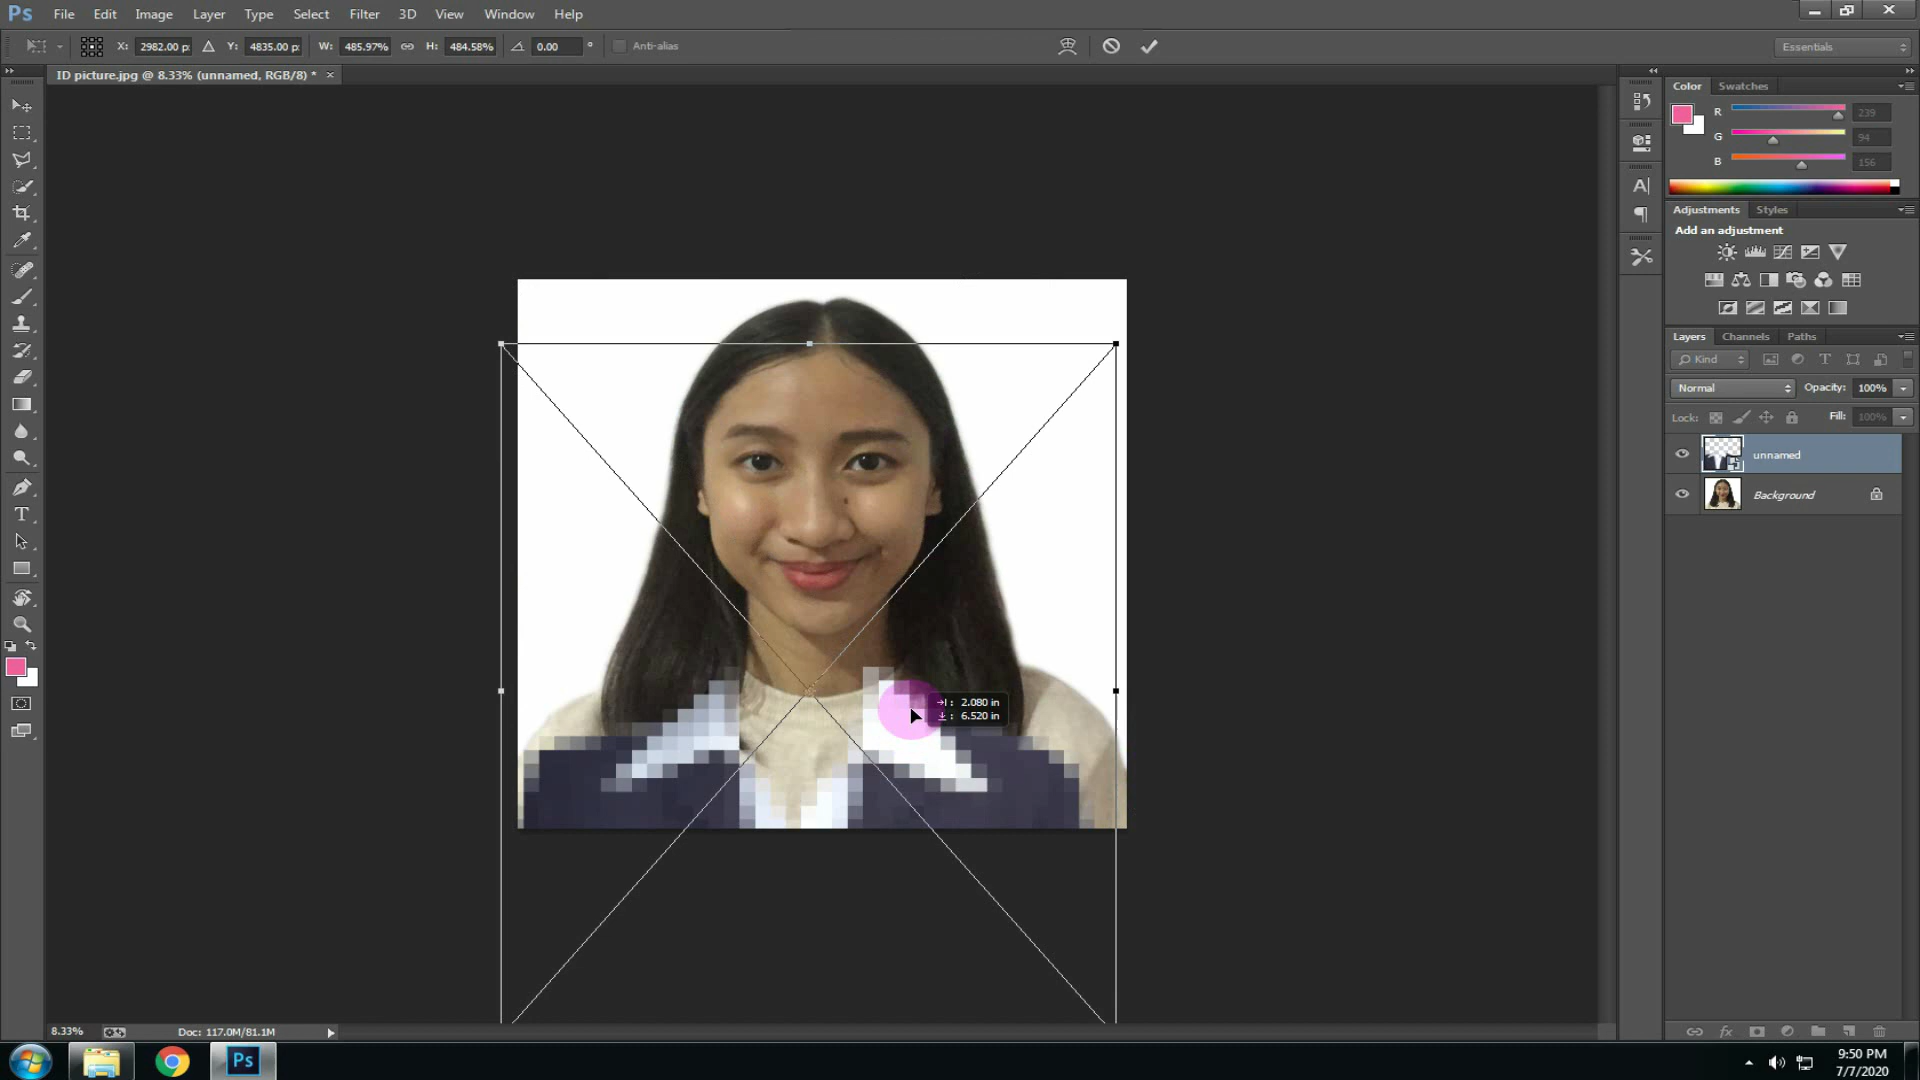 Ps File Edit Image Layer Type Select Filter 3D View Window Help
X: 2982.00 p: Y: 4835.00 p: W: 485.97% H: 484.58% 0.00 ° Anti-alias Essentials
ID picture.jpg @ 8.33% (unnamed, RGB/8) * ×
Color Swatches
R 239
G 94
B 156
Adjustments Styles
Add an adjustment
Layers Channels Paths
Kind
Normal Opacity: 100%
Lock: Fill: 100%
unnamed
Background
: 2.080 in
: 6.520 in
8.33% Doc: 117.0M/81.1M
Ps
9:50 PM
7/7/2020